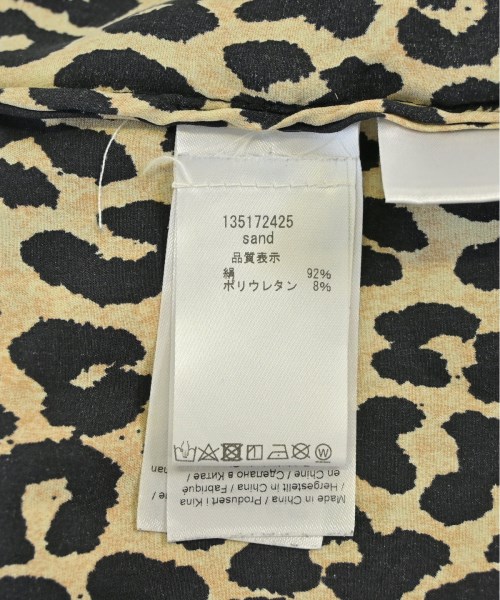 135172425
sand
品質表示
絹 92%
ポリウレタン 8%
Made in China / Produsert i Kina
/ Hergestellt in China / Fabriqué
en Chine / Сделано в Китае /